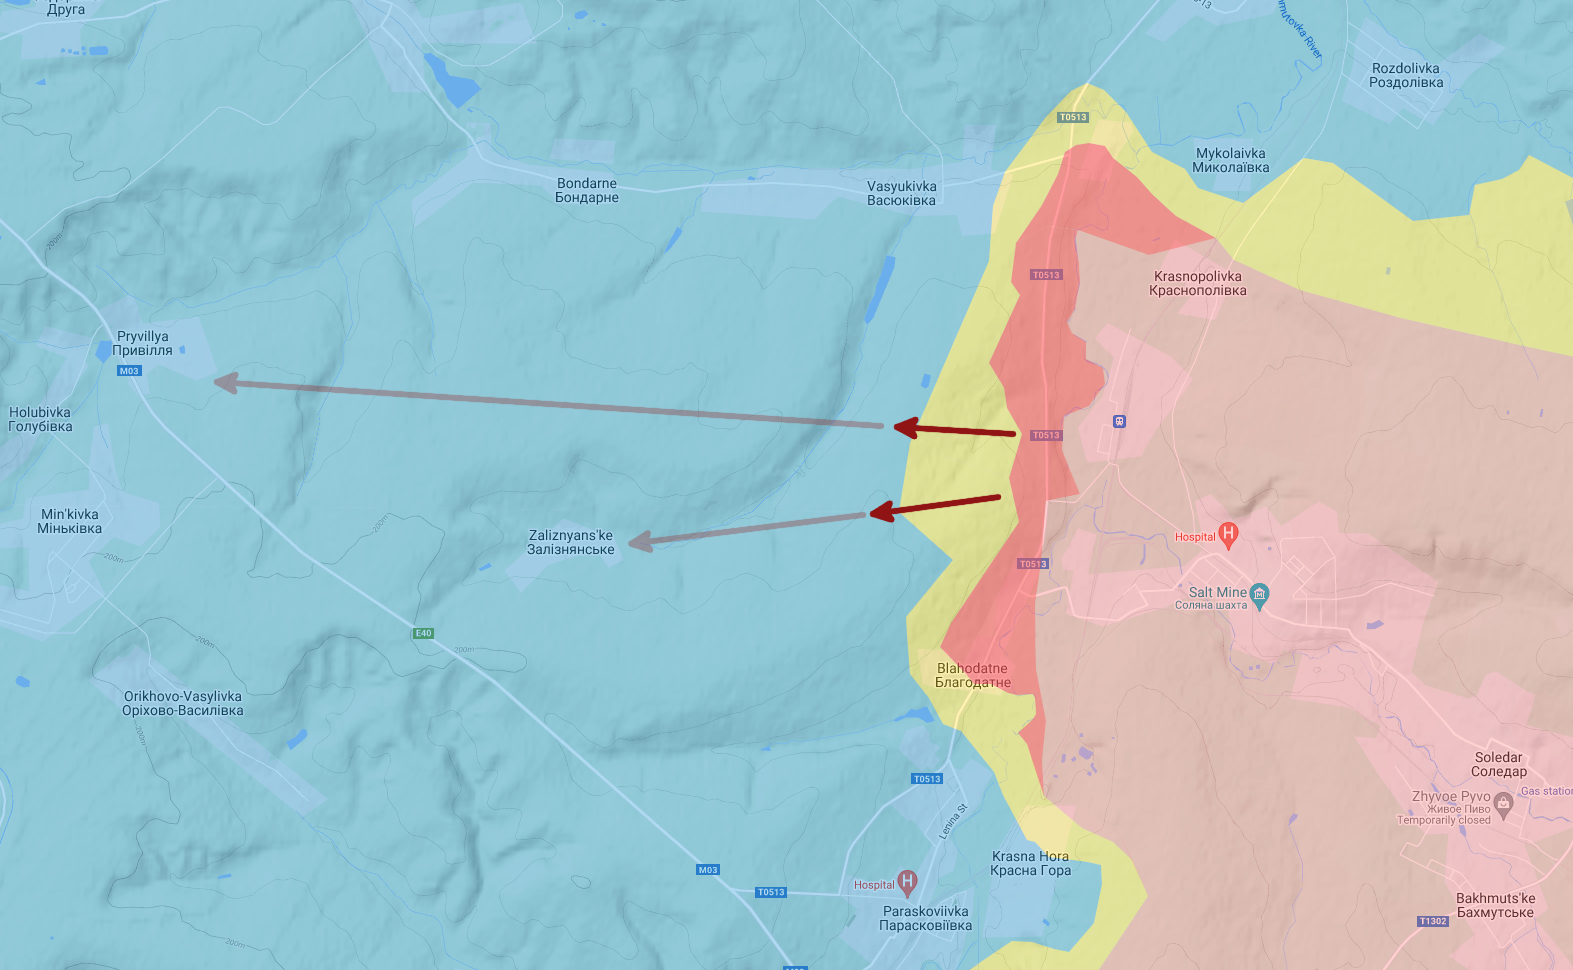 Друга
T0513
Rozdolivka
Роздолівка
T0513
Mykolaivka
Миколаївка
Bondarne
Бондарне
Vasyukivka
Васюківка
T0513
Krasnopolivka
Краснополівка
Pryvillya
Привілля
M03
Holubivka
Голубівка
T0513
Min'kivka
Міньківка
200m
200m
Zaliznyans'ke
Залізнянське
Hospital
H
T0513
Salt Mine
Соляна шахта
E40
200m
200m
200m
Blahodatne
Благодатне
Orikhovo-Vasylivka
Оріхово-Василівка
200m
T0513
Soledar
Соледар
Gas station
Zhyvoe Pyvo
Живое Пиво
Temporarily closed
Lenina St
Krasna Hora
Красна Гора
M03
T0513
Hospital
H
Paraskoviivka
Парасковіївка
Bakhmuts'ke
Бахмутське
T1302
200m